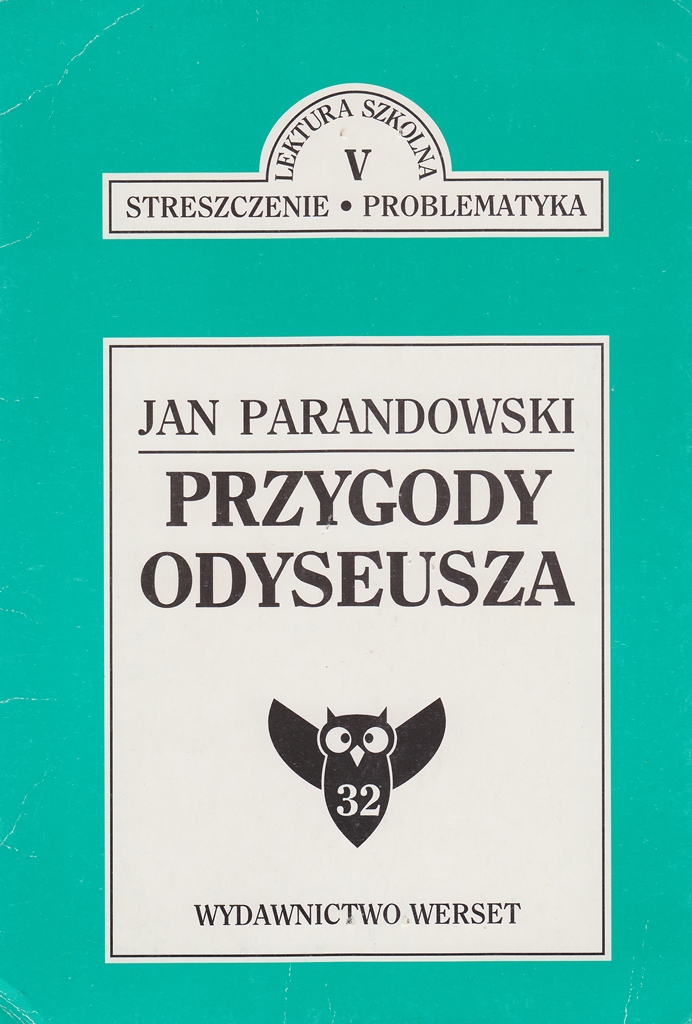 LEKTURA SZKOLNA
V
STRESZCZENIE • PROBLEMATYKA
JAN PARANDOWSKI
PRZYGODY
ODYSEUSZA
32
WYDAWNICTWO WERSET